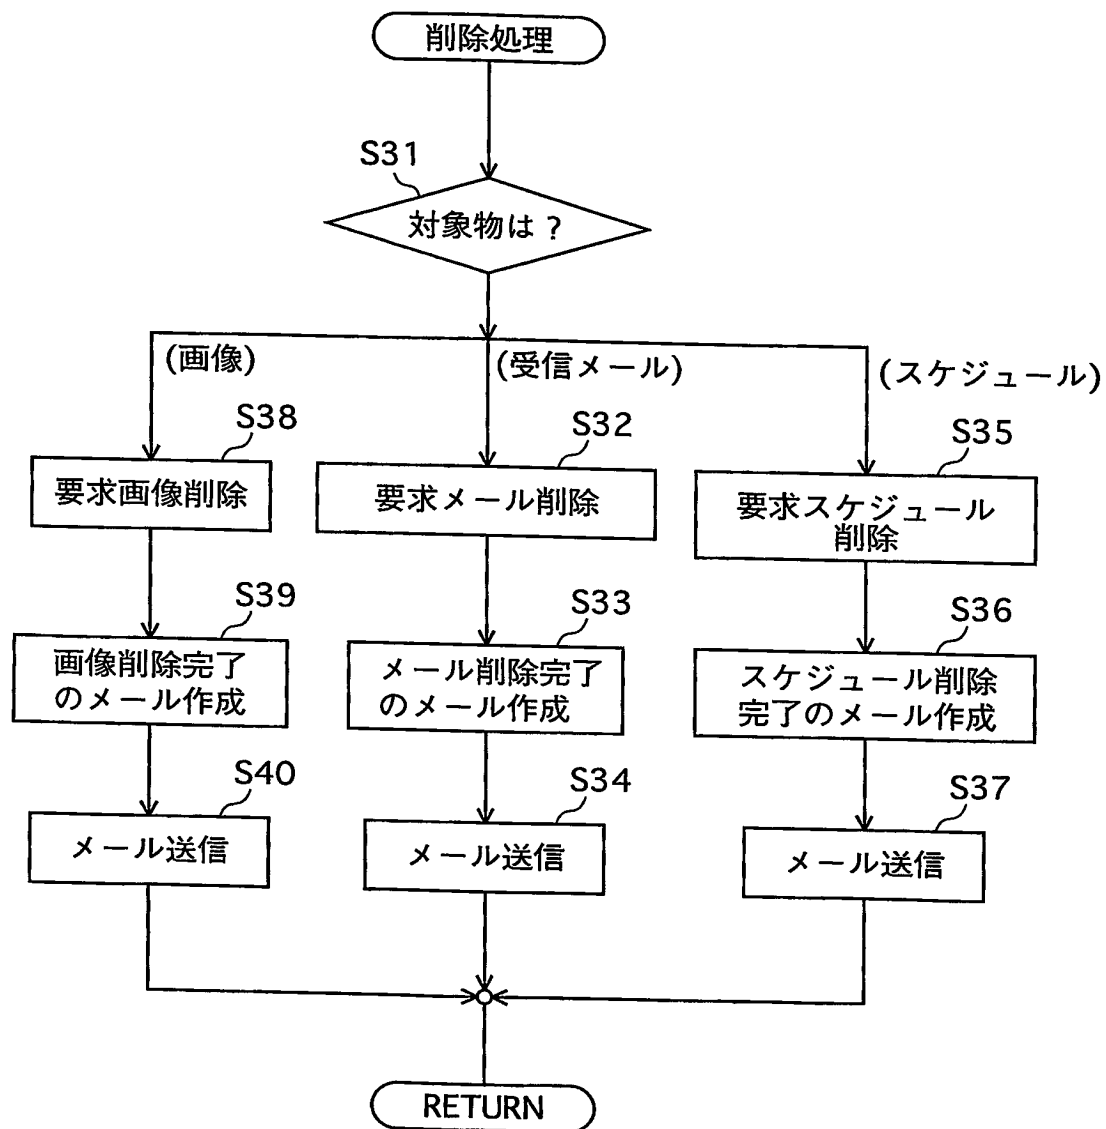 削除処理
S31
対象物は?
(画像)
(受信メール)
(スケジュール)
S38
S32
S35
要求画像削除
要求メール削除
要求スケジュール
削除
S39
S33
S36
画像削除完了
のメール作成
メール削除完了
のメール作成
スケジュール削除
完了のメール作成
S40
S34
S37
メール送信
メール送信
メール送信
RETURN